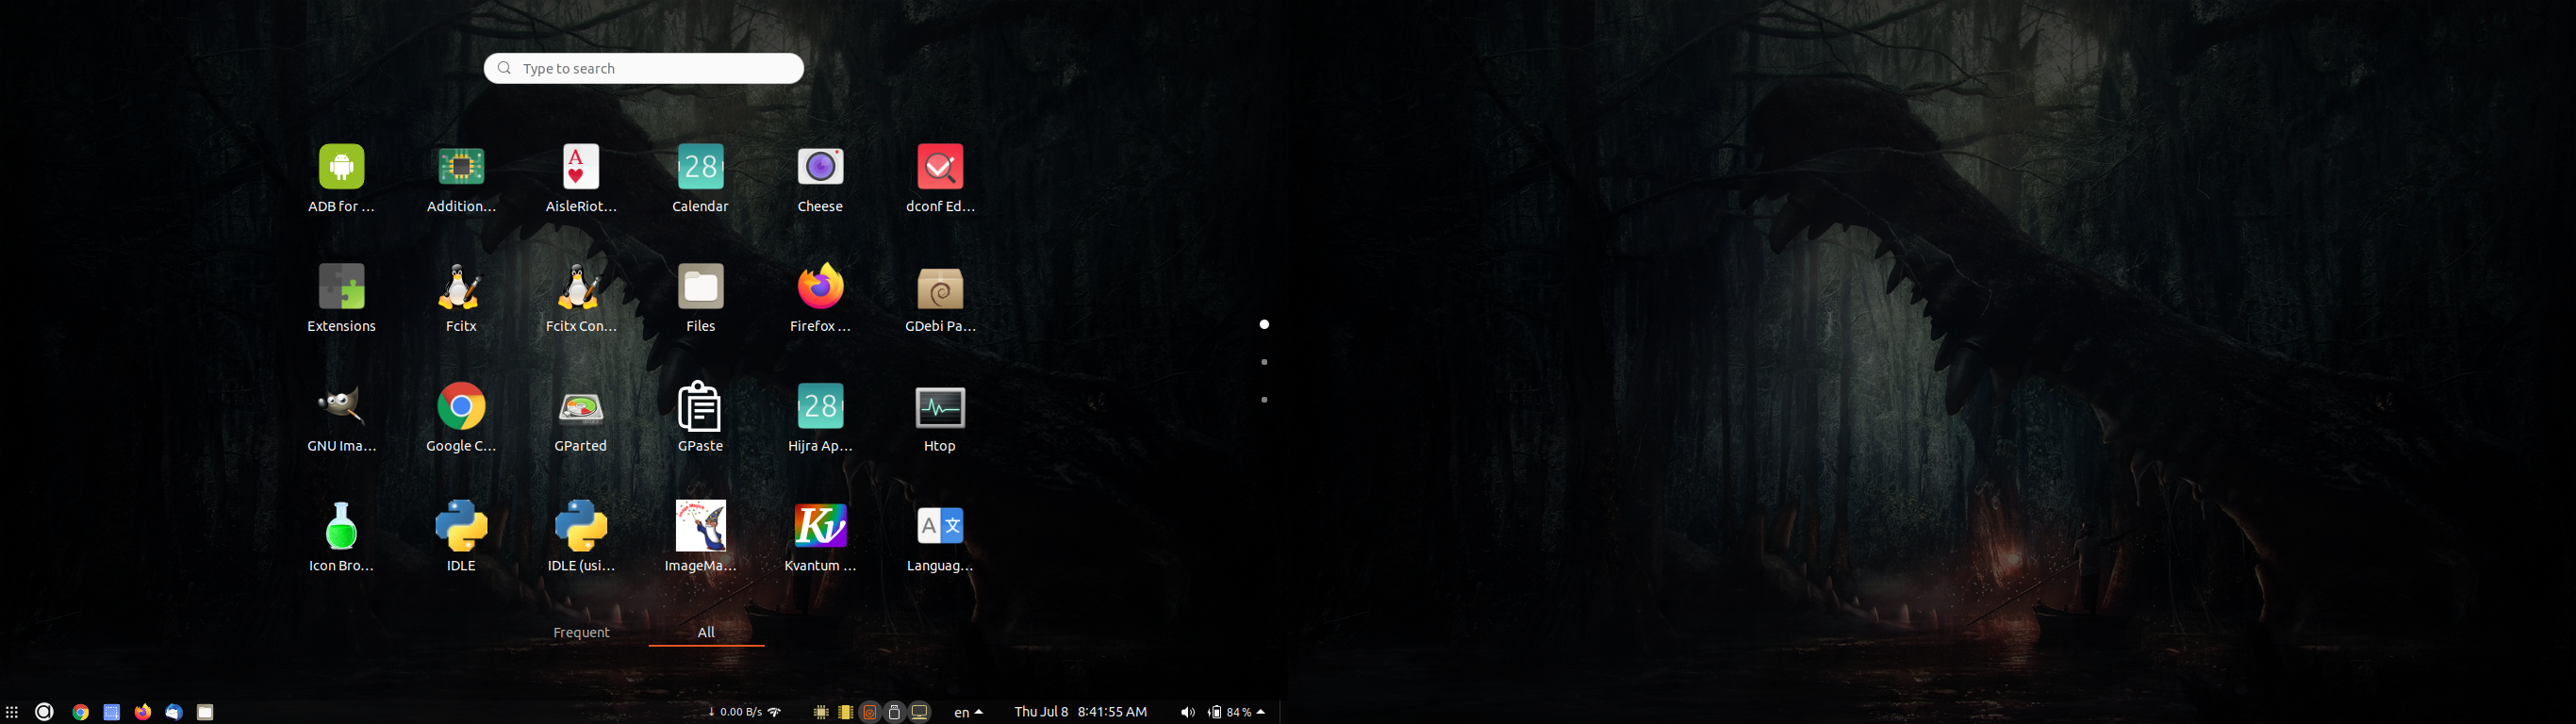 Type to search
ADB for ...
Addition...
AisleRiot...
28
Calendar
Cheese
dconf Ed...
Extensions
Fcitx
Fcitx Con...
Files
Firefox ...
GDebi Pa...
GNU Ima...
Google C...
GParted
GPaste
28
Hijra Ap...
Htop
Icon Bro...
IDLE
IDLE (usi...
ImageMa...
Kv
Kvantum ...
A 文
Languag...
Frequent
All
↓ 0.00 B/s
en
Thu Jul 8 8:41:55 AM
84 %